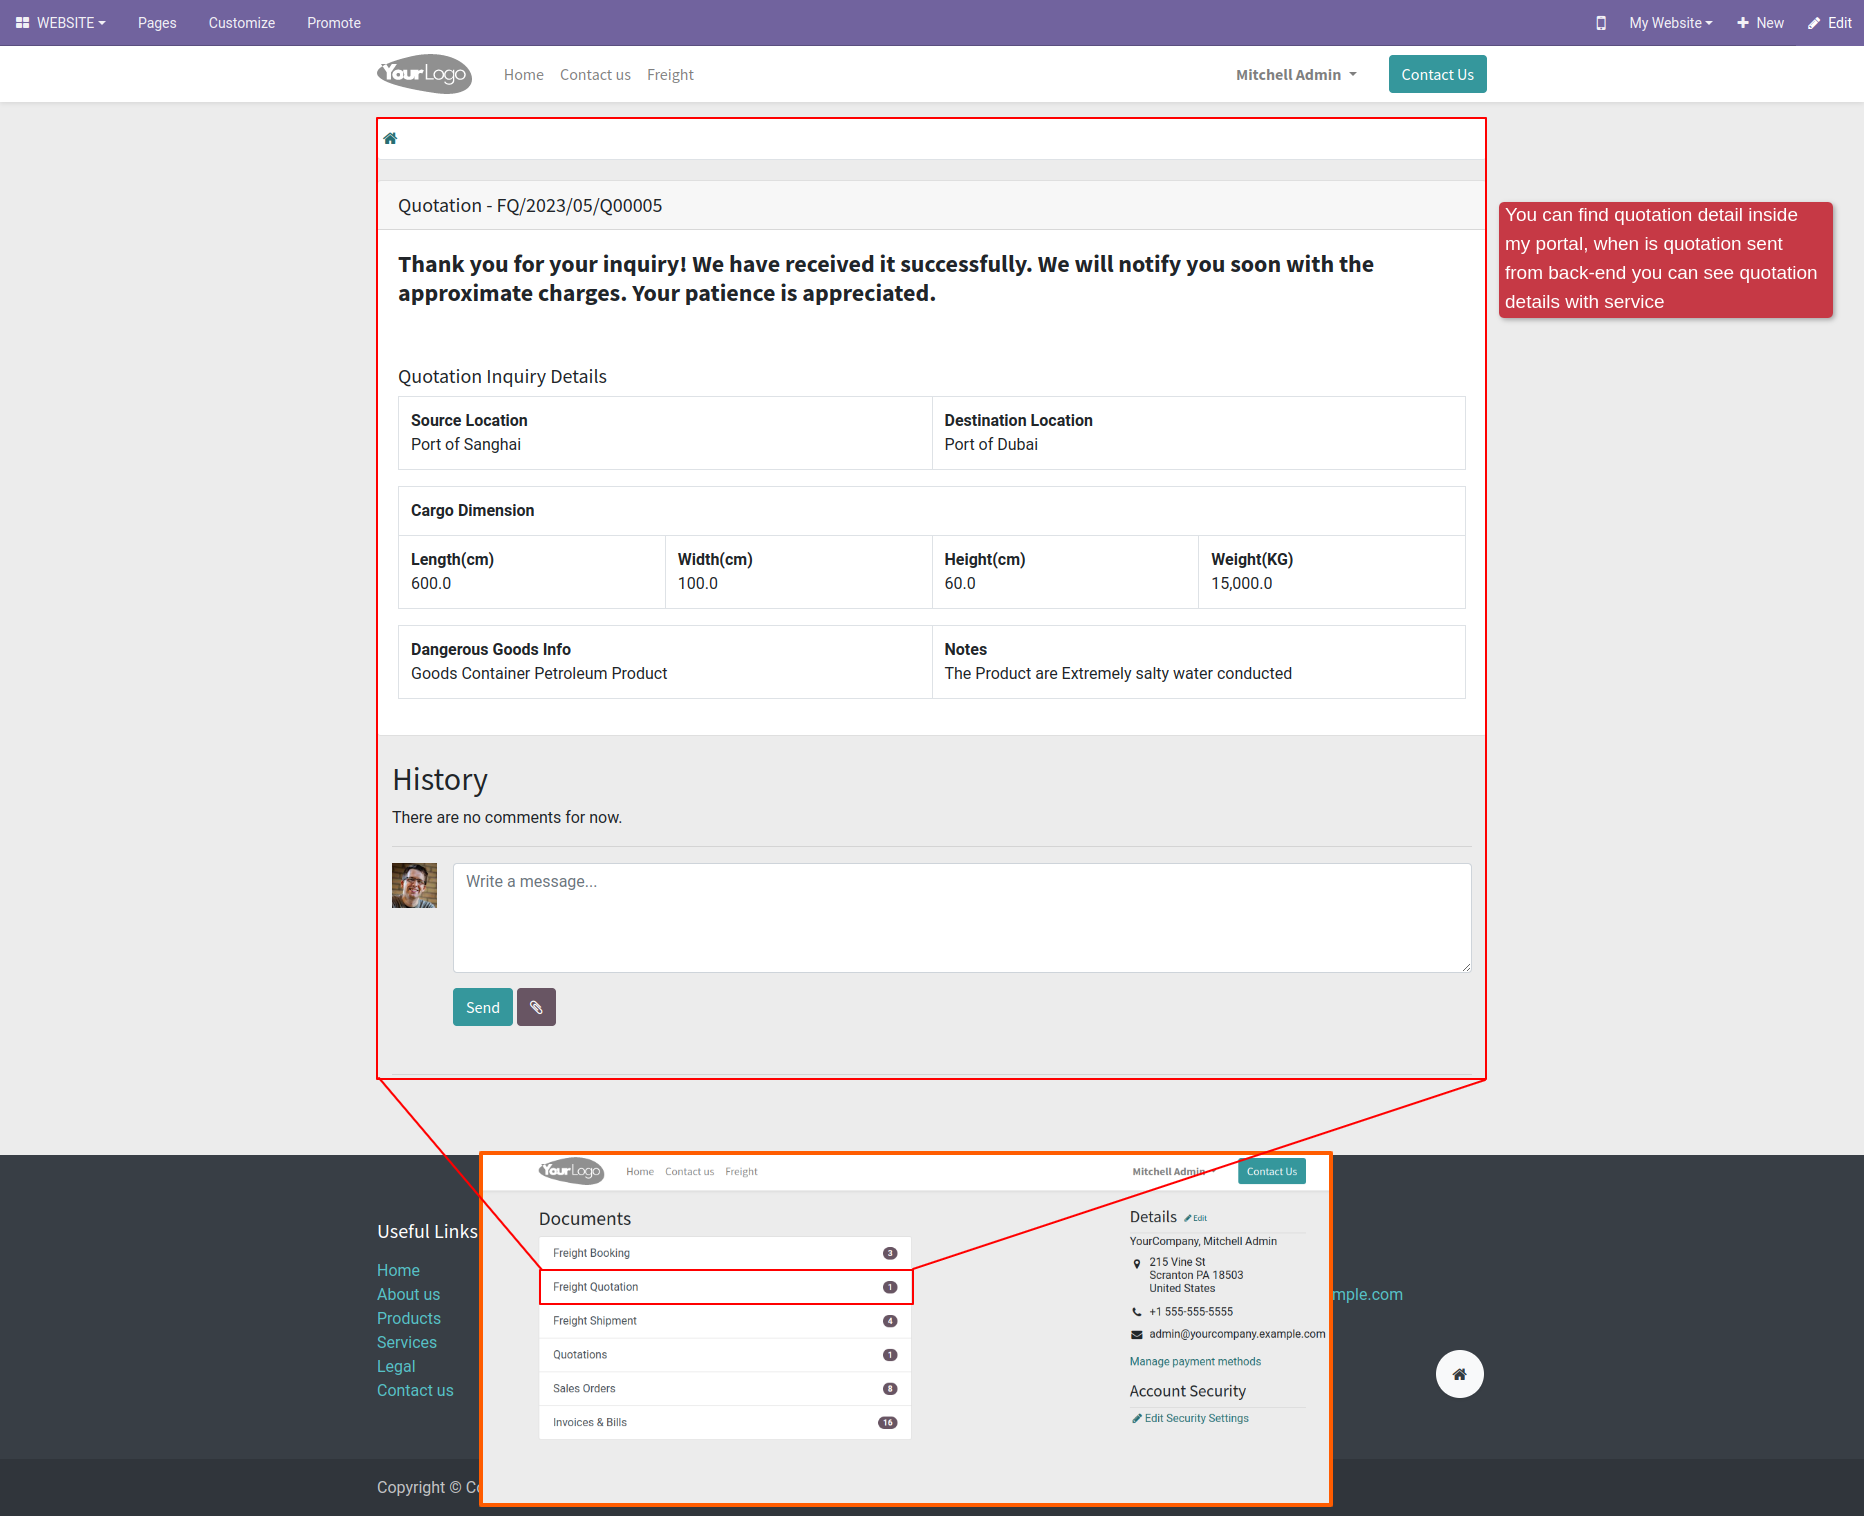 WEBSITE Pages Customize Promote My Website New Edit
YourLogo Home Contact us Freight Mitchell Admin Contact Us
Quotation - FQ/2023/05/Q00005
You can find quotation detail inside
my portal, when is quotation sent
from back-end you can see quotation
details with service
Thank you for your inquiry! We have received it successfully. We will notify you soon with the
approximate charges. Your patience is appreciated.
Quotation Inquiry Details
Source Location Destination Location
Port of Sanghai Port of Dubai
Cargo Dimension
Length(cm) Width(cm) Height(cm) Weight(KG)
600.0 100.0 60.0 15,000.0
Dangerous Goods Info Notes
Goods Container Petroleum Product The Product are Extremely salty water conducted
History
There are no comments for now.
Write a message...
Send
YourLogo Home Contact us Freight Mitchell Admin Contact Us
Documents
Freight Booking 3
Freight Quotation 1
Freight Shipment 4
Quotations 1
Sales Orders 8
Invoices & Bills 16
Details Edit
YourCompany, Mitchell Admin
215 Vine St
Scranton PA 18503
United States
+1 555-555-5555
admin@yourcompany.example.com
Manage payment methods
Account Security
Edit Security Settings
Useful Links
Home
About us
Products
Services
Legal
Contact us
mple.com
Copyright ©